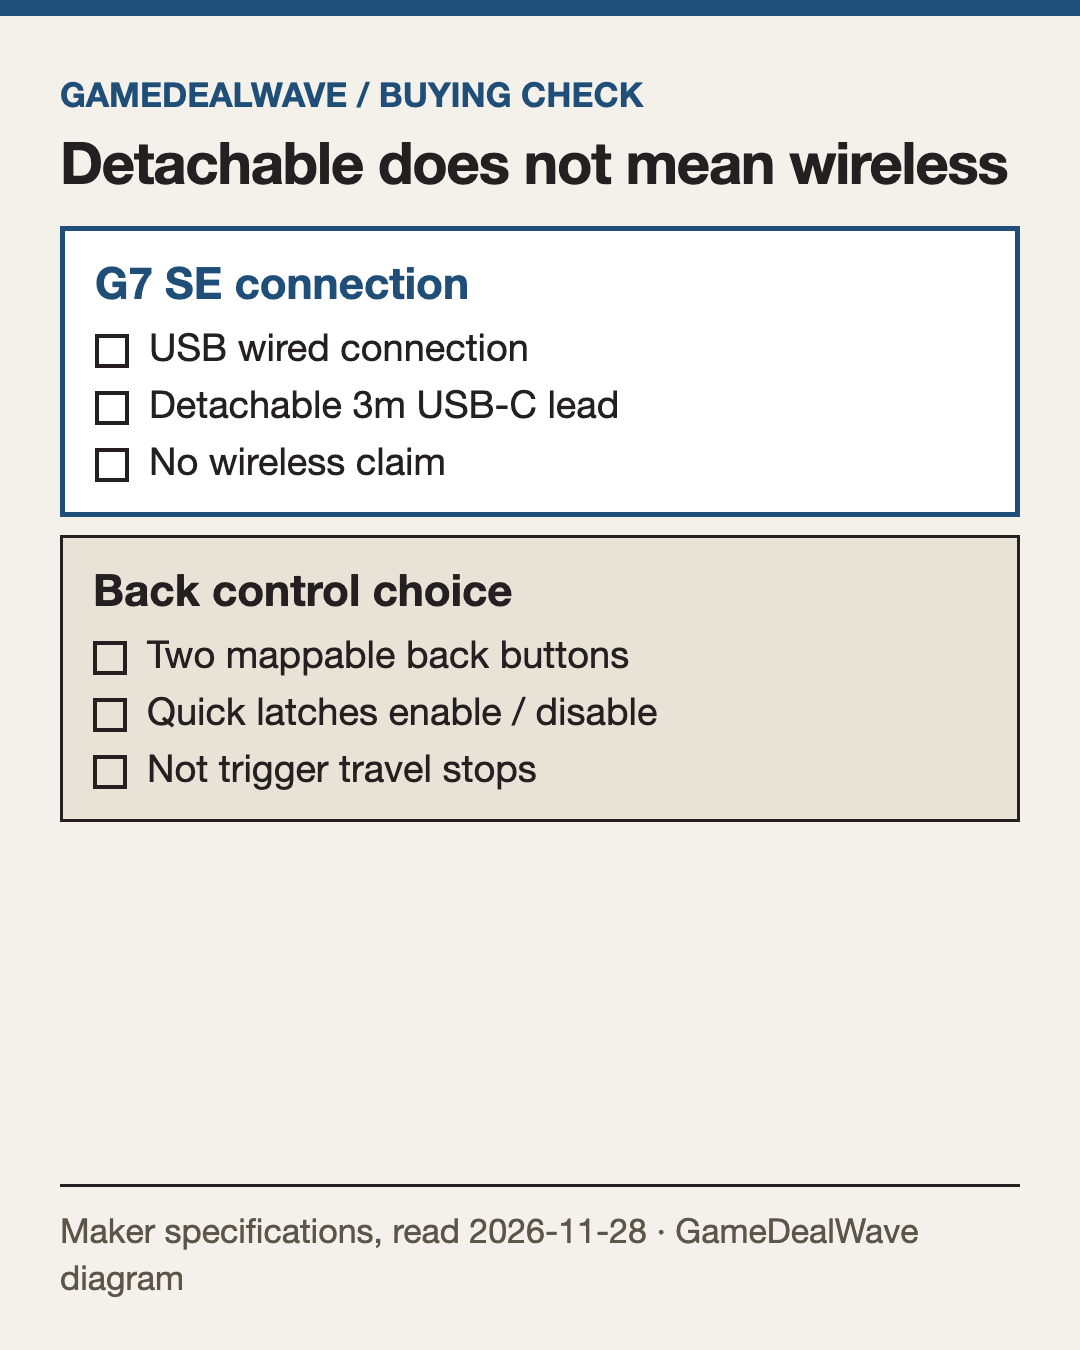 GAMEDEALWAVE / BUYING CHECK
Detachable does not mean wireless
G7 SE connection
USB wired connection
Detachable 3m USB-C lead
No wireless claim
Back control choice
Two mappable back buttons
Quick latches enable / disable
Not trigger travel stops
Maker specifications, read 2026-11-28 · GameDealWave
diagram